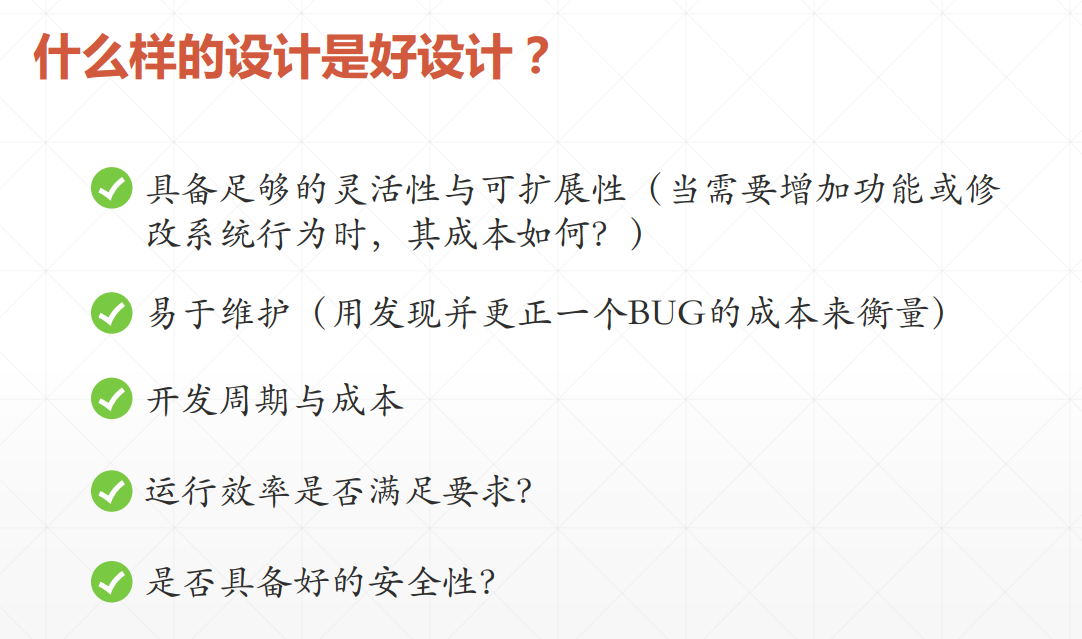 什么样的设计是好设计？
具备足够的灵活性与可扩展性（当需要增加功能或修
改系统行为时，其成本如何？）
易于维护（用发现并更正一个BUG的成本来衡量）
开发周期与成本
运行效率是否满足要求？
是否具备好的安全性？